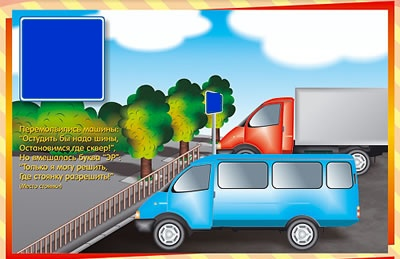 Перемолвились машины:
"Остудить бы надо шины,
Остановимся, где сквер!",
Но вмешалась буква "ЭР":
"Только я могу решить,
Где стоянку разрешить!"
(Место стоянки)